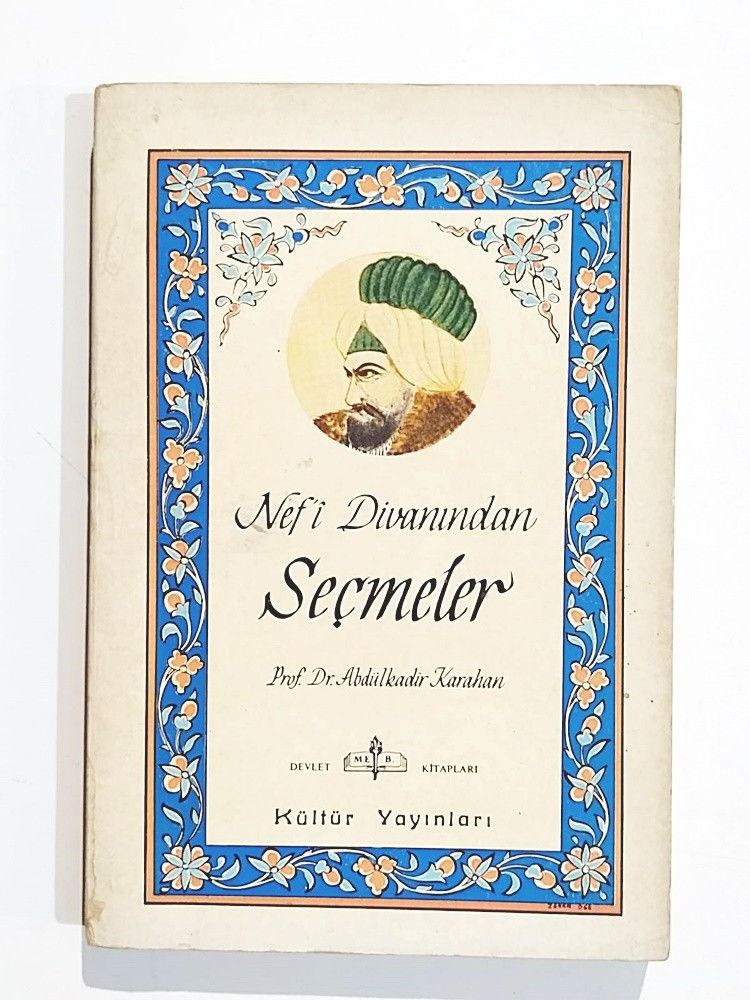 Nef'î Divanından
Seçmeler
Prof. Dr. Abdülkadir Karahan
DEVLET M.E. B. KİTAPLARI
Kültür Yayınları